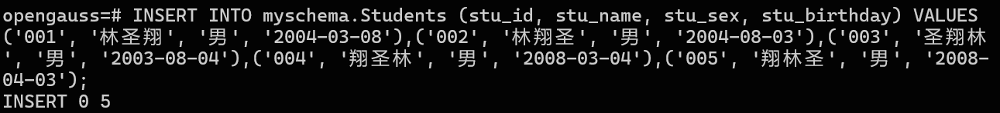 opengauss=# INSERT INTO myschema.Students (stu_id, stu_name, stu_sex, stu_birthday) VALUES
('001', '林圣翔', '男', '2004-03-08'),('002', '林翔圣', '男', '2004-08-03'),('003', '圣翔林
', '男', '2003-08-04'),('004', '翔圣林', '男', '2008-03-04'),('005', '翔林圣', '男', '2008-
04-03');
INSERT 0 5